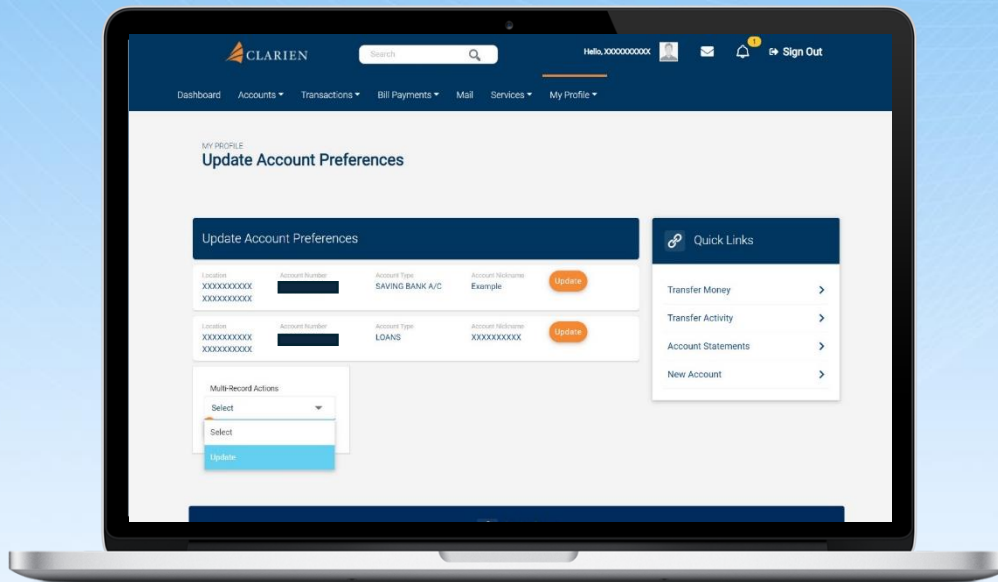 CLARIEN
Search
Hello, XXXXXXXXXX
1
Sign Out
Dashboard Accounts Transactions Bill Payments Mail Services My Profile
MY PROFILE
Update Account Preferences
Update Account Preferences
Location Account Number Account Type Account Nickname
XXXXXXXXXX SAVING BANK A/C Example Update
XXXXXXXXXX
Location Account Number Account Type Account Nickname
XXXXXXXXXX LOANS XXXXXXXXXX Update
XXXXXXXXXX
Multi-Record Actions
Select
Select
Update
Quick Links
Transfer Money
Transfer Activity
Account Statements
New Account